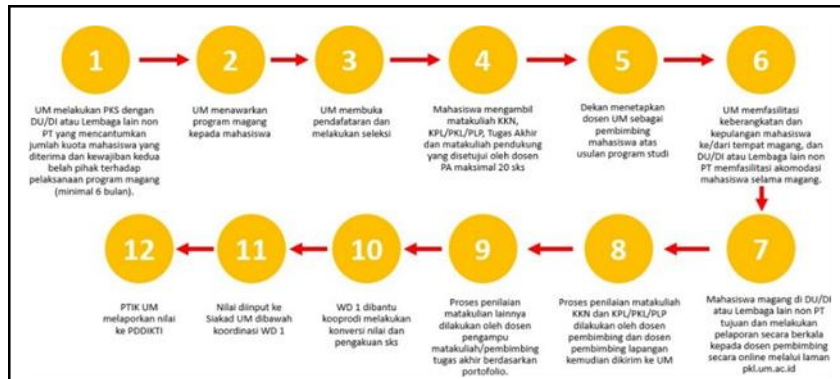 1
UM melakukan PKS dengan
DU/DI atau Lembaga lain non
PT yang mencantumkan
jumlah kuota mahasiswa yang
diterima dan kewajiban kedua
belah pihak terhadap
pelaksanaan program magang
(minimal 6 bulan).
2
UM menawarkan
program magang
kepada mahasiswa
3
UM membuka
pendafataran dan
melakukan seleksi
4
Mahasiswa mengambil
matakuliah KKN,
KPL/PKL/PLP, Tugas Akhir
dan matakuliah pendukung
yang disetujui oleh dosen
PA maksimal 20 sks
5
Dekan menetapkan
dosen UM sebagai
pembimbing
mahasiswa atas
usulan program studi
6
UM memfasilitasi
keberangkatan dan
kepulangan mahasiswa
ke/dari tempat magang, dan
DU/DI atau Lembaga lain non
PT memfasilitasi akomodasi
mahasiswa selama magang.
7
Mahasiswa magang di DU/DI
atau Lembaga lain non PT
tujuan dan melakukan
pelaporan secara berkala
kepada dosen pembimbing
secara online melalui laman
pkl.um.ac.id
8
Proses penilaian matakuliah
KKN dan KPL/PKL/PLP
dilakukan oleh dosen
pembimbing dan dosen
pembimbing lapangan
kemudian dikirim ke UM
9
Proses penilaian
matakulian lainnya
dilakukan oleh dosen
pengampu
matakuliah/pembimbing
tugas akhir berdasarkan
portofolio.
10
WD 1 dibantu
kooprodi melakukan
konversi nilai dan
pengakuan sks
11
Nilai diinput ke
Siakad UM dibawah
koordinasi WD 1
12
PTIK UM
melaporkan nilai
ke PDDIKTI